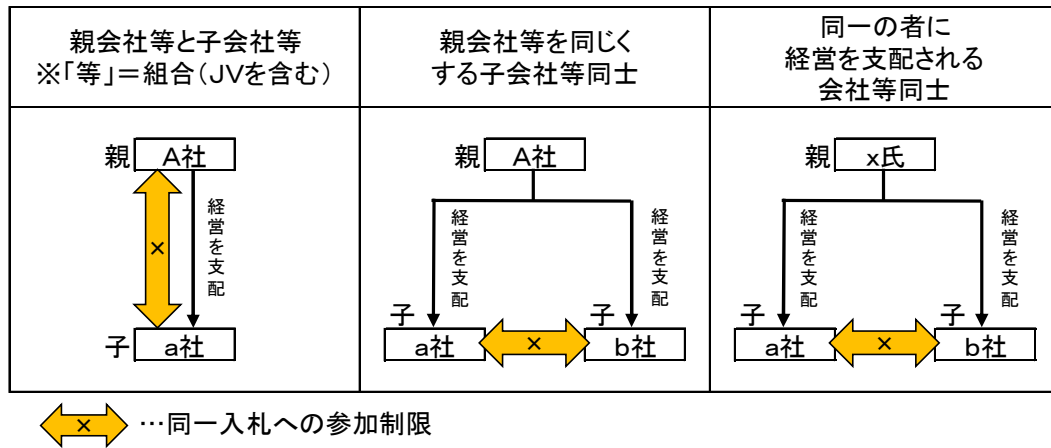 親会社等と子会社等
※「等」＝組合（ＪＶを含む）
親会社等を同じく
する子会社等同士
同一の者に
経営を支配される
会社等同士
親 Ａ社
経営を支配
×
子 ａ社
親 Ａ社
経営を支配
経営を支配
子
子
ａ社 × ｂ社
親 ｘ氏
経営を支配
経営を支配
子
子
ａ社 × ｂ社
× …同一入札への参加制限